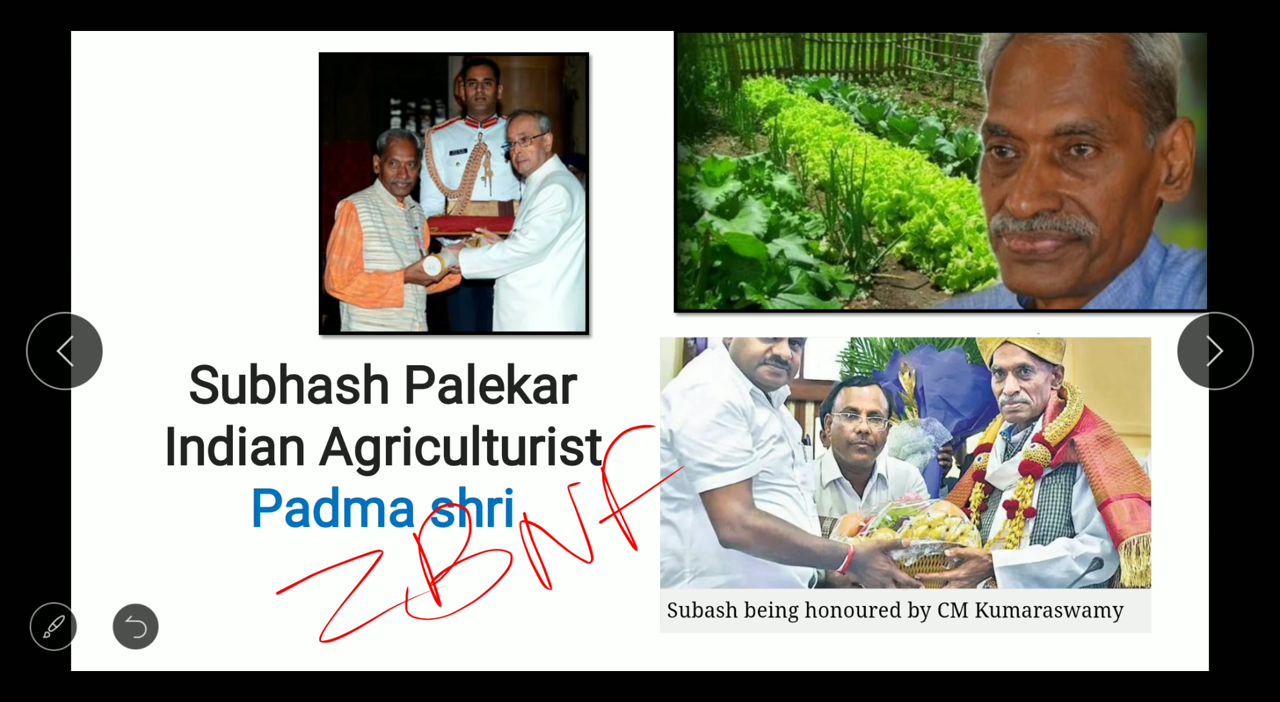 Subhash Palekar
Indian Agriculturist
Padma shri
ZBNF
Subash being honoured by CM Kumaraswamy